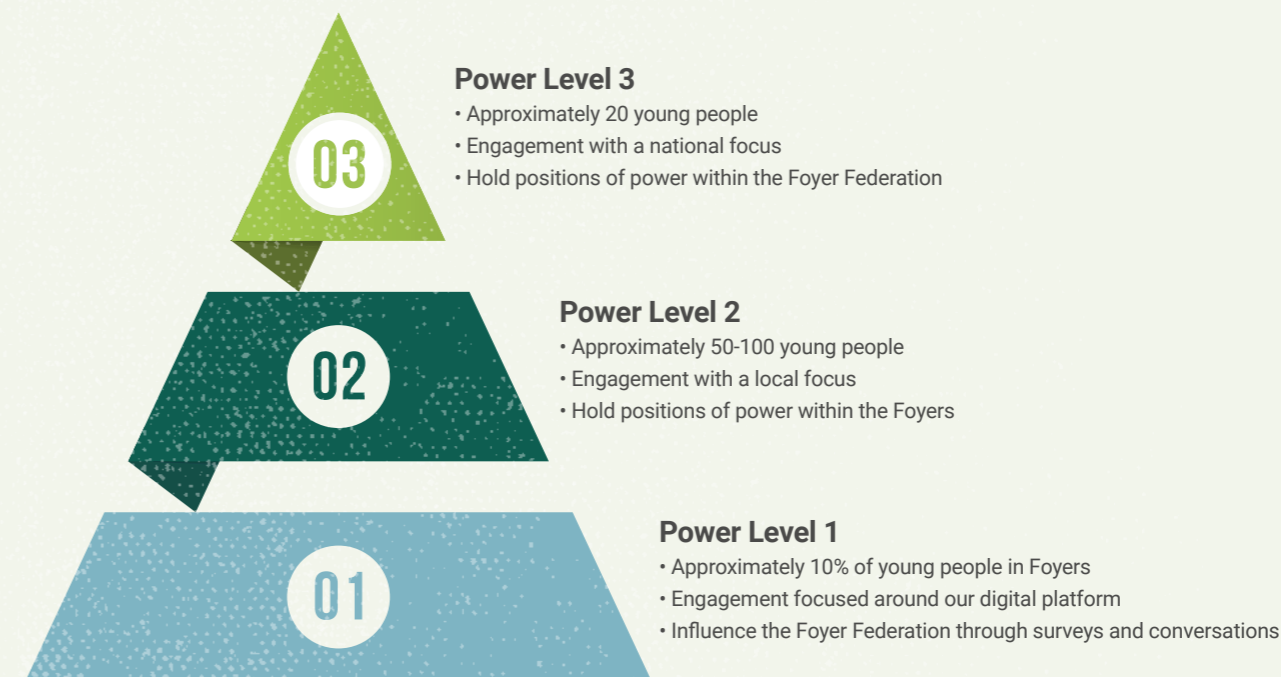 03
Power Level 3
• Approximately 20 young people
• Engagement with a national focus
• Hold positions of power within the Foyer Federation
02
Power Level 2
• Approximately 50-100 young people
• Engagement with a local focus
• Hold positions of power within the Foyers
01
Power Level 1
• Approximately 10% of young people in Foyers
• Engagement focused around our digital platform
• Influence the Foyer Federation through surveys and conversations